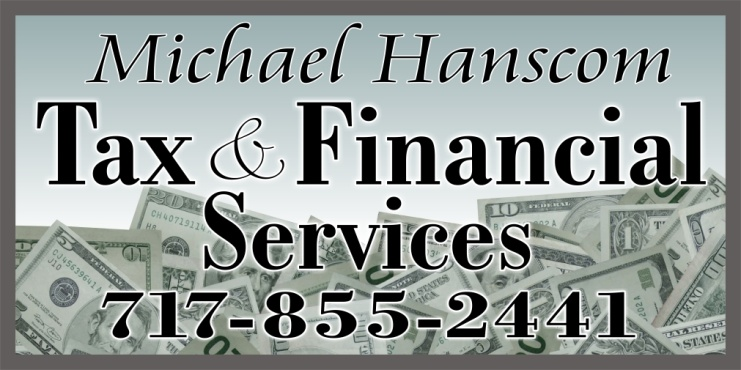 Michael Hanscom
Tax & Financial
Services
717-855-2441